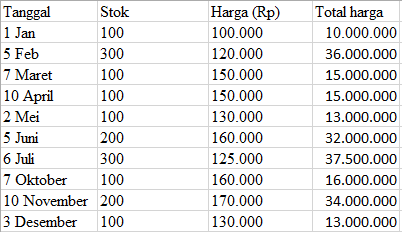 Tanggal Stok Harga (Rp) Total harga
1 Jan 100 100.000 10.000.000
5 Feb 300 120.000 36.000.000
7 Maret 100 150.000 15.000.000
10 April 100 150.000 15.000.000
2 Mei 100 130.000 13.000.000
5 Juni 200 160.000 32.000.000
6 Juli 300 125.000 37.500.000
7 Oktober 100 160.000 16.000.000
10 November 200 170.000 34.000.000
3 Desember 100 130.000 13.000.000